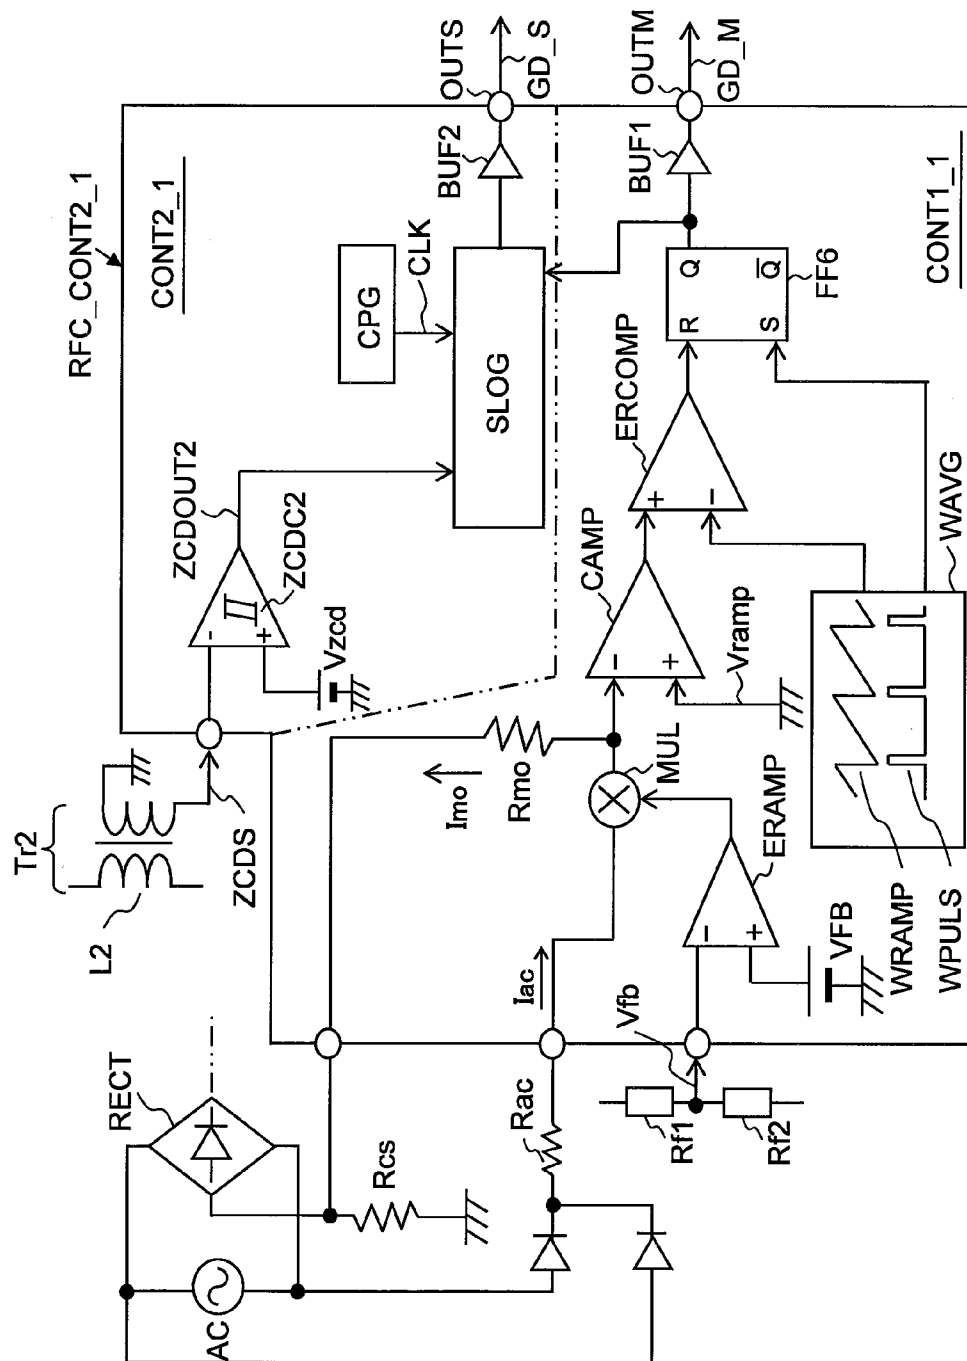 RFC_CONT2_1
CONT2_1
Tr2
L2
ZCDS
ZCDOUT2
-
+
ZCDC2
Vzcd
CPG
CLK
SLOG
BUF2
OUTS
GD_S
RECT
AC
Rcs
Rac
Iac
Imo
Rmo
MUL
Vfb
Rf1
Rf2
-
+
ERAMP
VFB
-
+
CAMP
Vramp
+
-
ERCOMP
R
S
Q
Q
FF6
BUF1
OUTM
GD_M
CONT1_1
WAVG
WRAMP
WPULS